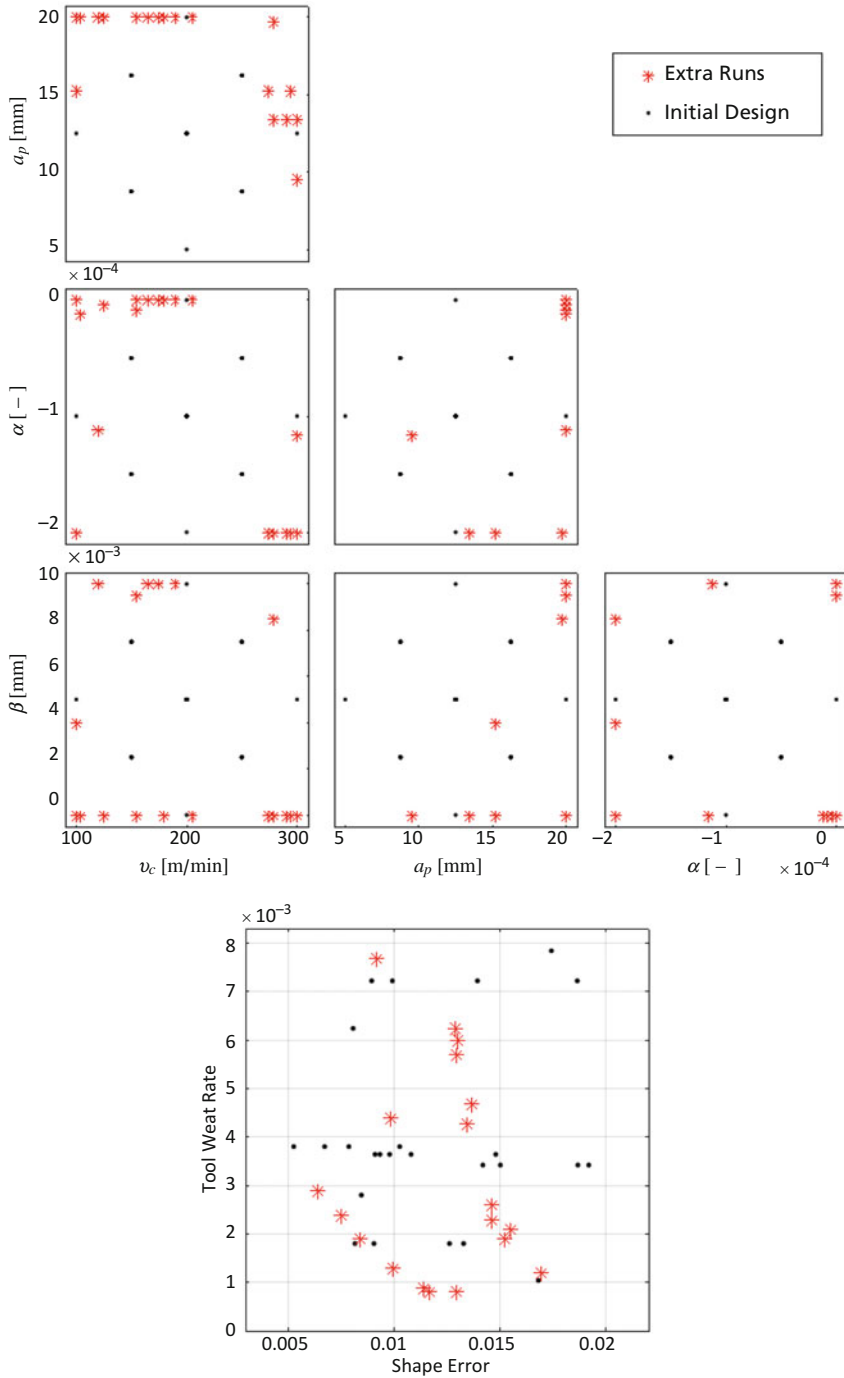 20
15
10
5
a_p [mm]
✳ Extra Runs
• Initial Design
× 10⁻⁴
0
−1
−2
α [ − ]
× 10⁻³
10
8
6
4
2
0
β [mm]
100 200 300
υ_c [m/min]
5 10 15 20
a_p [mm]
−2 −1 0
α [ − ] × 10⁻⁴
× 10⁻³
8
7
6
5
4
3
2
1
0
Tool Weat Rate
0.005 0.01 0.015 0.02
Shape Error